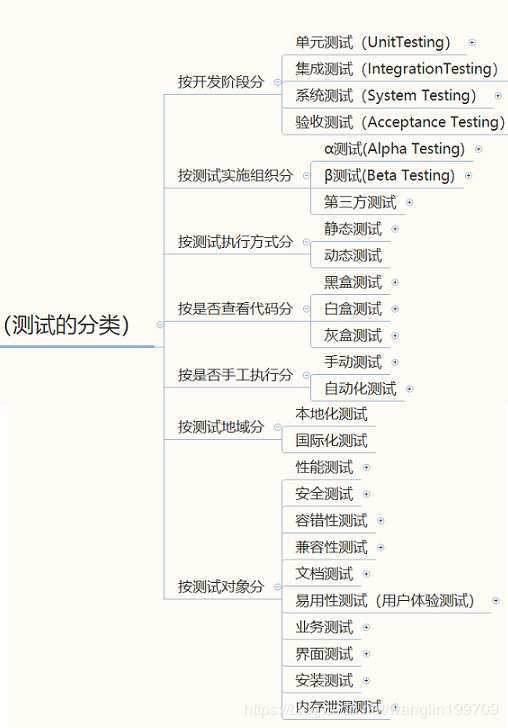 （测试的分类）
按开发阶段分
单元测试（UnitTesting）
集成测试（IntegrationTesting）
系统测试（System Testing）
验收测试（Acceptance Testing）
按测试实施组织分
α测试(Alpha Testing)
β测试(Beta Testing)
第三方测试
按测试执行方式分
静态测试
动态测试
按是否查看代码分
黑盒测试
白盒测试
灰盒测试
按是否手工执行分
手动测试
自动化测试
按测试地域分
本地化测试
国际化测试
按测试对象分
性能测试
安全测试
容错性测试
兼容性测试
文档测试
易用性测试（用户体验测试）
业务测试
界面测试
安装测试
内存泄漏测试